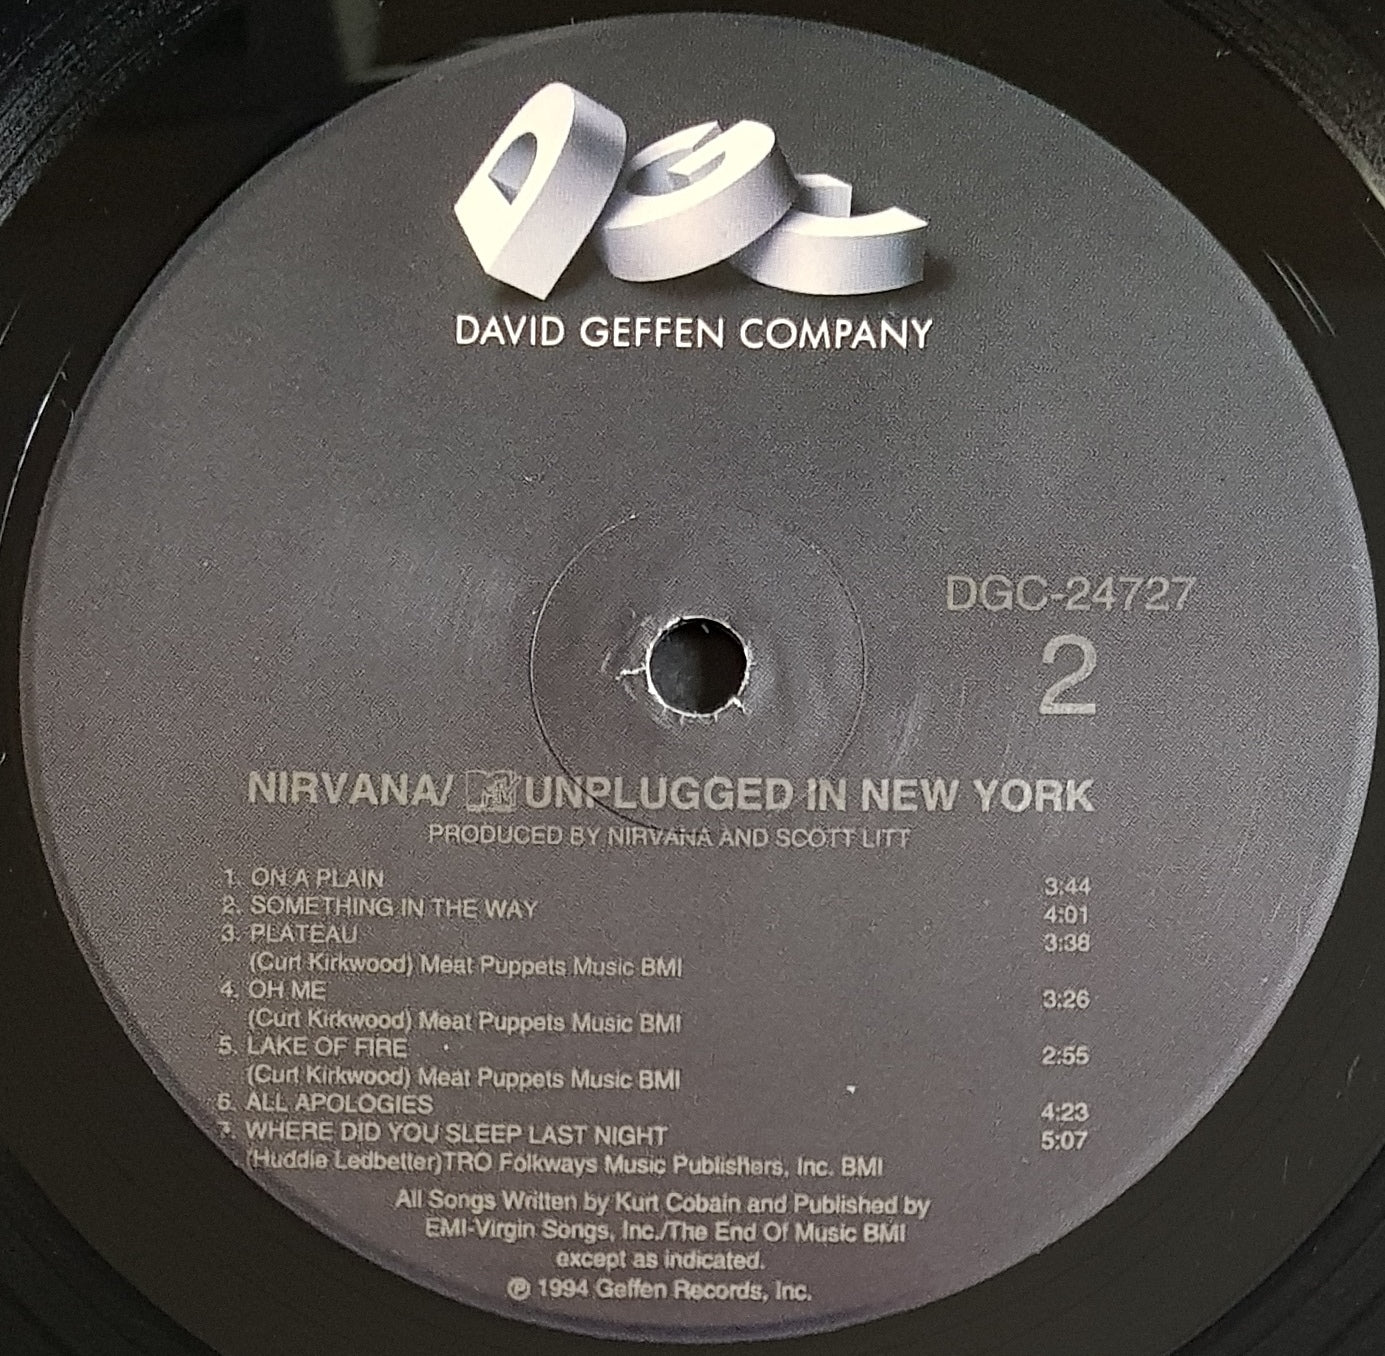 DGC
DAVID GEFFEN COMPANY
DGC-24727
2
NIRVANA/ MTV UNPLUGGED IN NEW YORK
PRODUCED BY NIRVANA AND SCOTT LITT
1. ON A PLAIN 3:44
2. SOMETHING IN THE WAY 4:01
3. PLATEAU 3:38
(Curt Kirkwood) Meat Puppets Music BMI
4. OH ME 3:26
(Curt Kirkwood) Meat Puppets Music BMI
5. LAKE OF FIRE 2:55
(Curt Kirkwood) Meat Puppets Music BMI
6. ALL APOLOGIES 4:23
7. WHERE DID YOU SLEEP LAST NIGHT 5:07
(Huddie Ledbetter)TRO Folkways Music Publishers, Inc. BMI
All Songs Written by Kurt Cobain and Published by
EMI-Virgin Songs, Inc./The End Of Music BMI
except as indicated.
℗ 1994 Geffen Records, Inc.